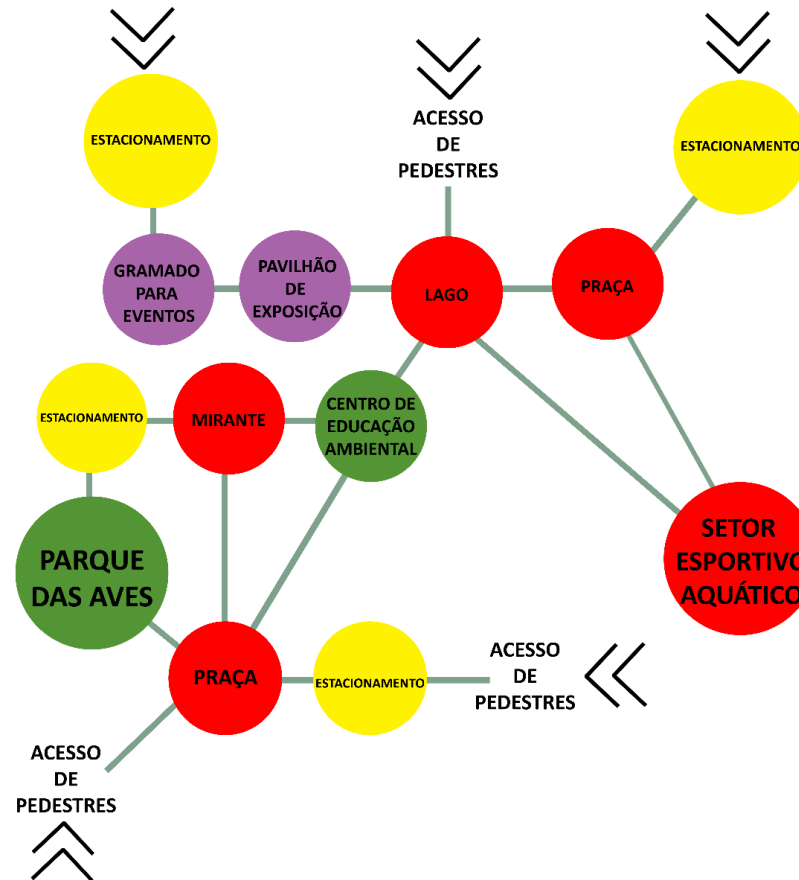 ACESSO
DE
PEDESTRES
ESTACIONAMENTO
ESTACIONAMENTO
GRAMADO
PARA
EVENTOS
PAVILHÃO
DE
EXPOSIÇÃO
LAGO
PRAÇA
ESTACIONAMENTO
MIRANTE
CENTRO DE
EDUCAÇÃO
AMBIENTAL
PARQUE
DAS AVES
SETOR
ESPORTIVO
AQUÁTICO
PRAÇA
ESTACIONAMENTO
ACESSO
DE
PEDESTRES
ACESSO
DE
PEDESTRES